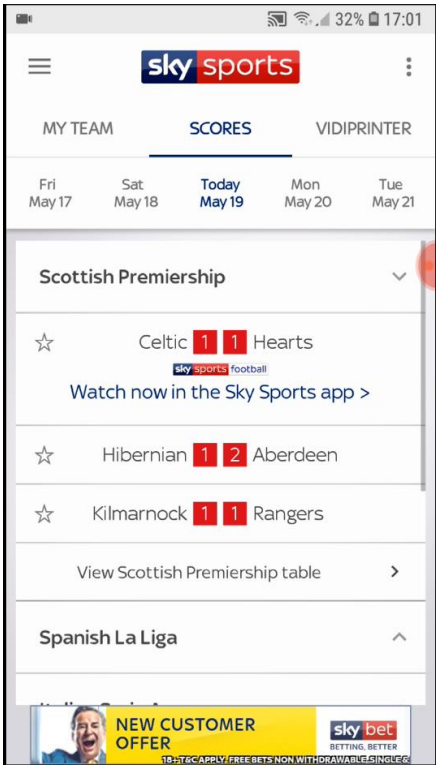 32% 17:01
sky sports
MY TEAM SCORES VIDIPRINTER
Fri Sat Today Mon Tue
May 17 May 18 May 19 May 20 May 21
Scottish Premiership
Celtic 1 1 Hearts
sky sports football
Watch now in the Sky Sports app >
Hibernian 1 2 Aberdeen
Kilmarnock 1 1 Rangers
View Scottish Premiership table >
Spanish La Liga
NEW CUSTOMER
OFFER
sky bet
BETTING, BETTER
18+ T&C APPLY. FREE BETS NON WITHDRAWABLE. SINGLE &